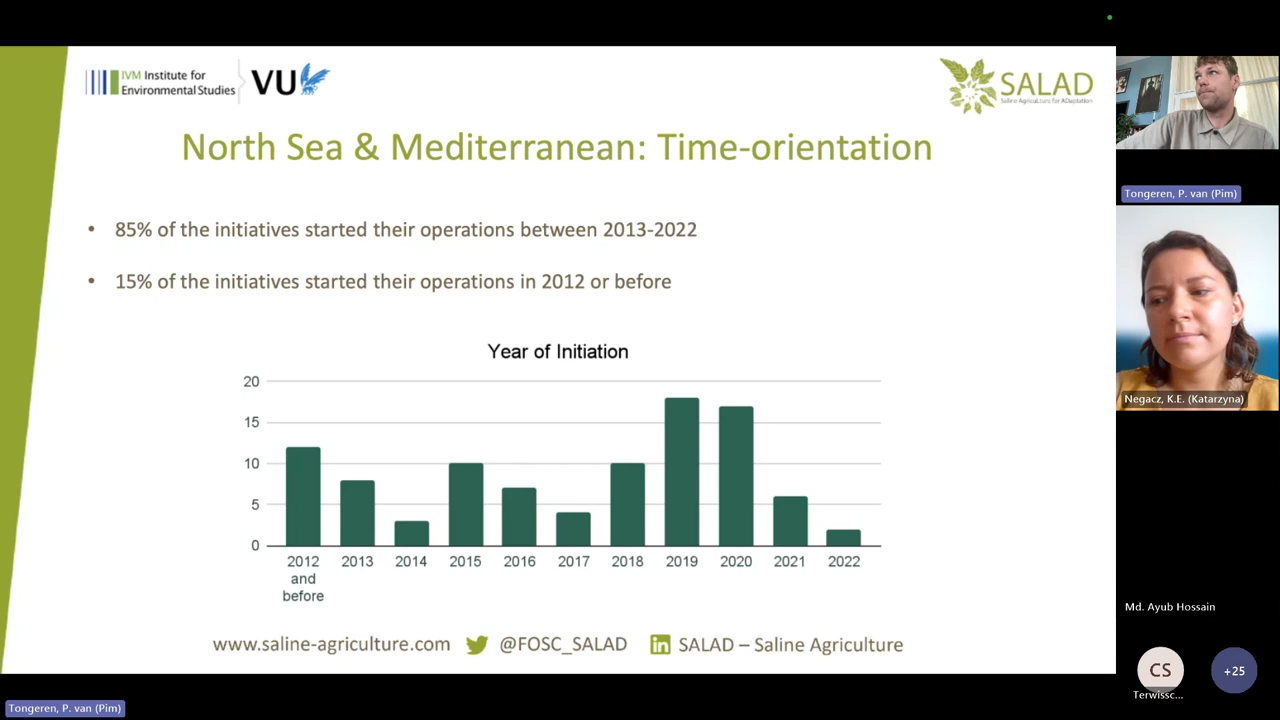 IVM Institute for
Environmental Studies
VU
SALAD
Saline Agriculture for ADaptation
North Sea & Mediterranean: Time-orientation
• 85% of the initiatives started their operations between 2013-2022
• 15% of the initiatives started their operations in 2012 or before
Year of Initiation
20
15
10
5
0
2012 and before
2013
2014
2015
2016
2017
2018
2019
2020
2021
2022
www.saline-agriculture.com @FOSC_SALAD in SALAD – Saline Agriculture
Tongeren, P. van (Pim)
Tongeren, P. van (Pim)
Negacz, K.E. (Katarzyna)
Md. Ayub Hossain
CS
Terwissc...
+25